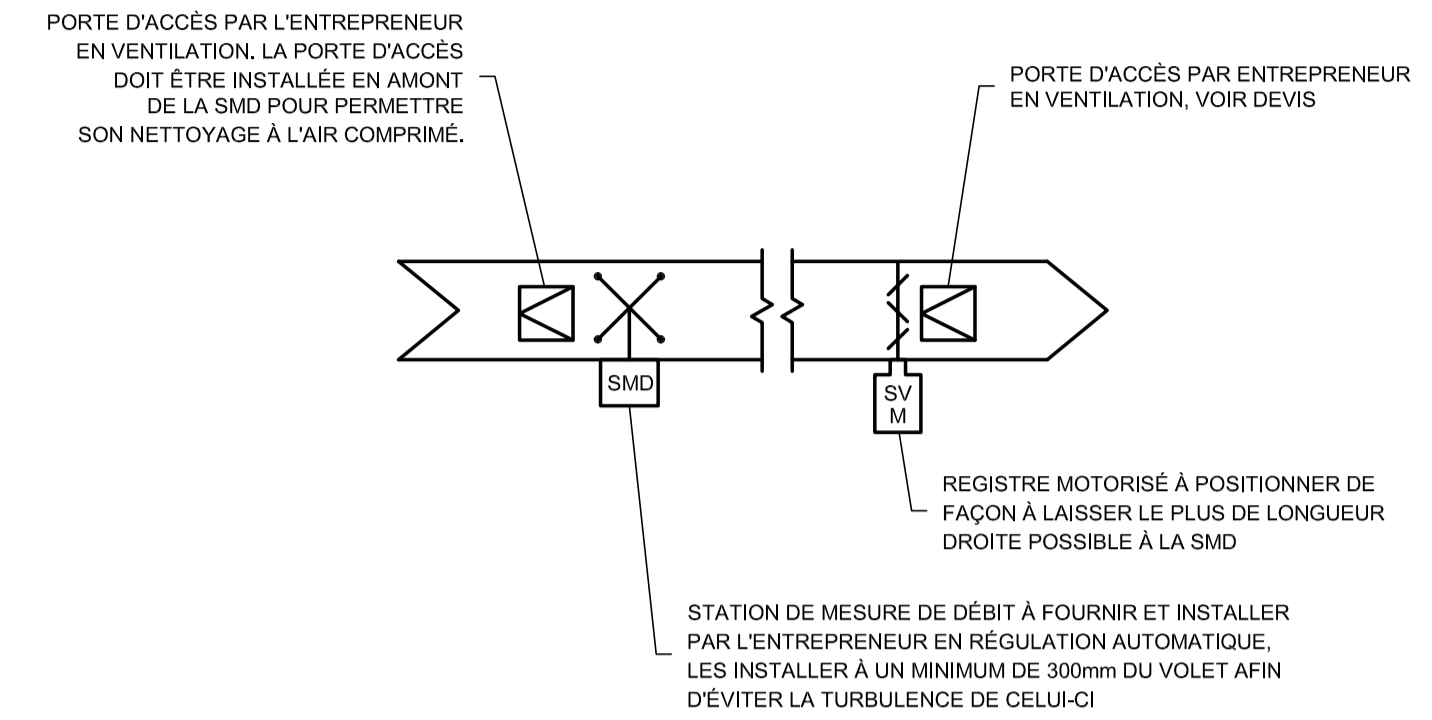 PORTE D'ACCÈS PAR L'ENTREPRENEUR
EN VENTILATION. LA PORTE D'ACCÈS
DOIT ÊTRE INSTALLÉE EN AMONT
DE LA SMD POUR PERMETTRE
SON NETTOYAGE À L'AIR COMPRIMÉ.
PORTE D'ACCÈS PAR ENTREPRENEUR
EN VENTILATION, VOIR DEVIS
SMD
SV
M
REGISTRE MOTORISÉ À POSITIONNER DE
FAÇON À LAISSER LE PLUS DE LONGUEUR
DROITE POSSIBLE À LA SMD
STATION DE MESURE DE DÉBIT À FOURNIR ET INSTALLER
PAR L'ENTREPRENEUR EN RÉGULATION AUTOMATIQUE,
LES INSTALLER À UN MINIMUM DE 300mm DU VOLET AFIN
D'ÉVITER LA TURBULENCE DE CELUI-CI